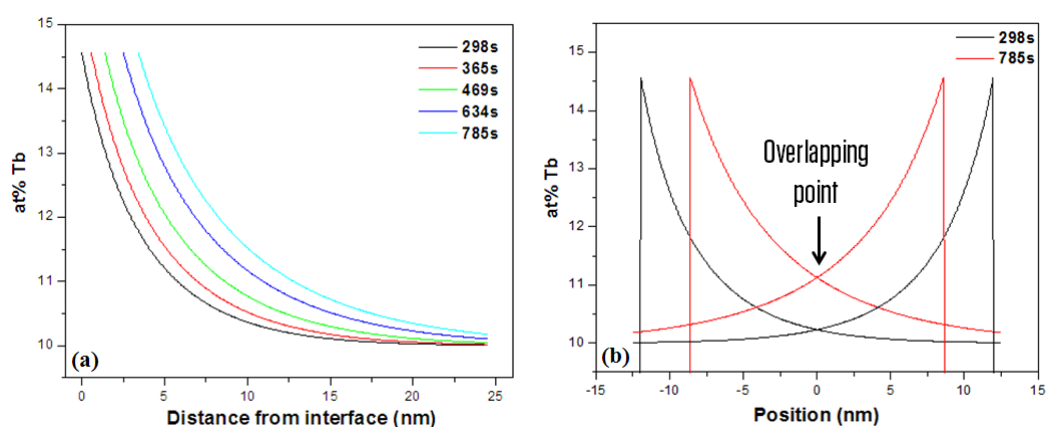 15
14
13
12
11
10
at% Tb
298s
365s
469s
634s
785s
(a)
0
5
10
15
20
25
Distance from interface (nm)
15
14
13
12
11
10
at% Tb
298s
785s
Overlapping
point
(b)
-15
-10
-5
0
5
10
15
Position (nm)